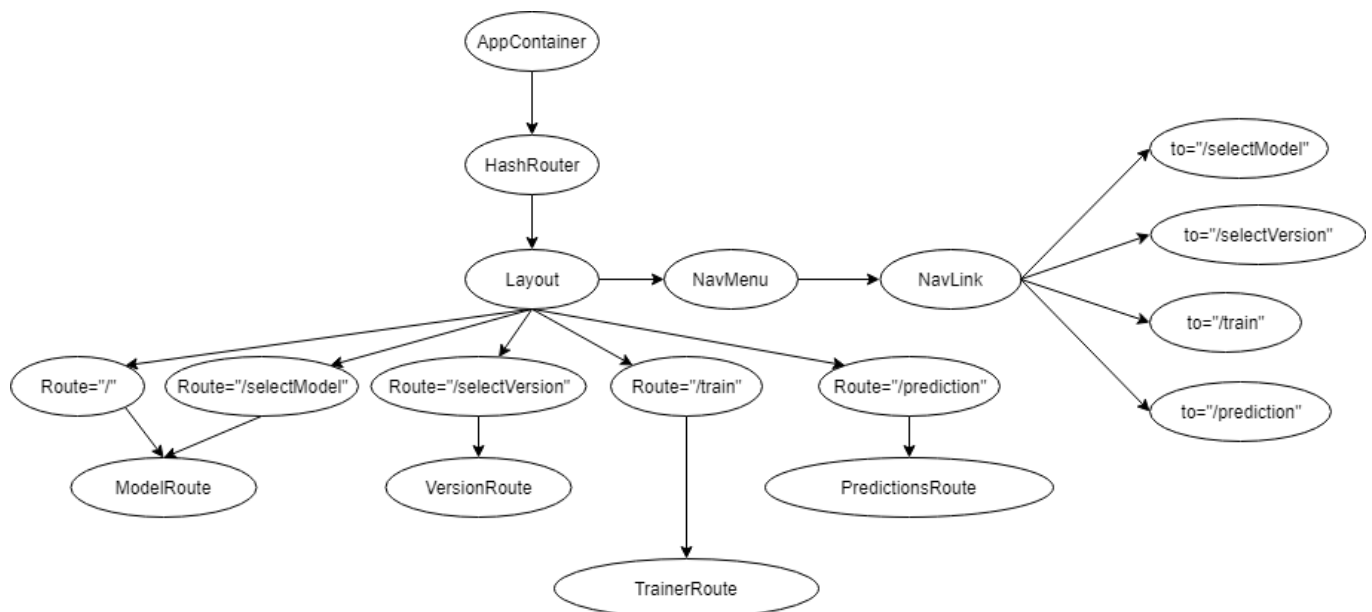 AppContainer
HashRouter
to="/selectModel"
to="/selectVersion"
Layout
NavMenu
NavLink
to="/train"
to="/prediction"
Route="/"
Route="/selectModel"
Route="/selectVersion"
Route="/train"
Route="/prediction"
ModelRoute
VersionRoute
PredictionsRoute
TrainerRoute